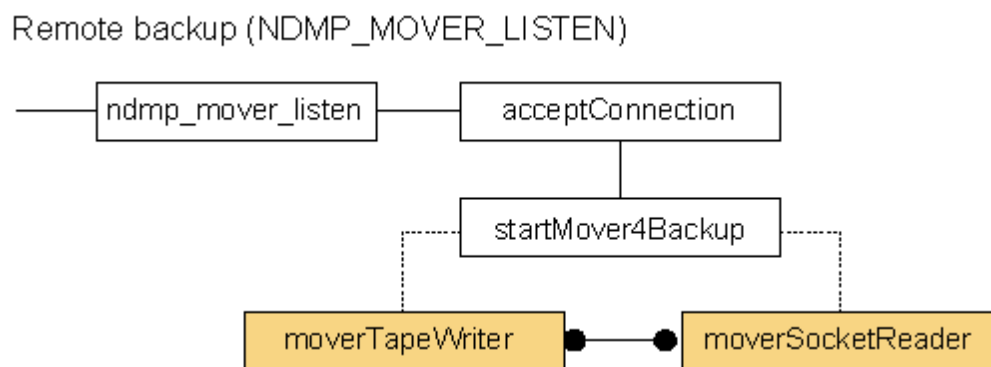 Remote backup (NDMP_MOVER_LISTEN)
ndmp_mover_listen
acceptConnection
startMover4Backup
moverTapeWriter
moverSocketReader